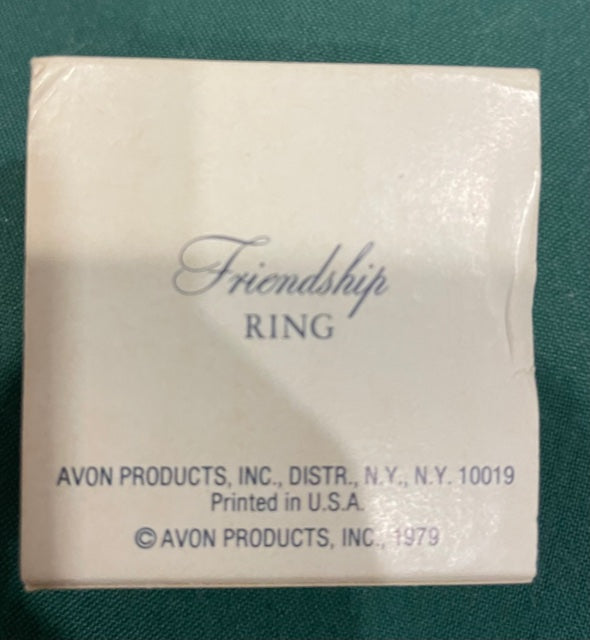 Friendship
RING
AVON PRODUCTS, INC., DISTR., N.Y., N.Y. 10019
Printed in U.S.A.
© AVON PRODUCTS, INC., 1979